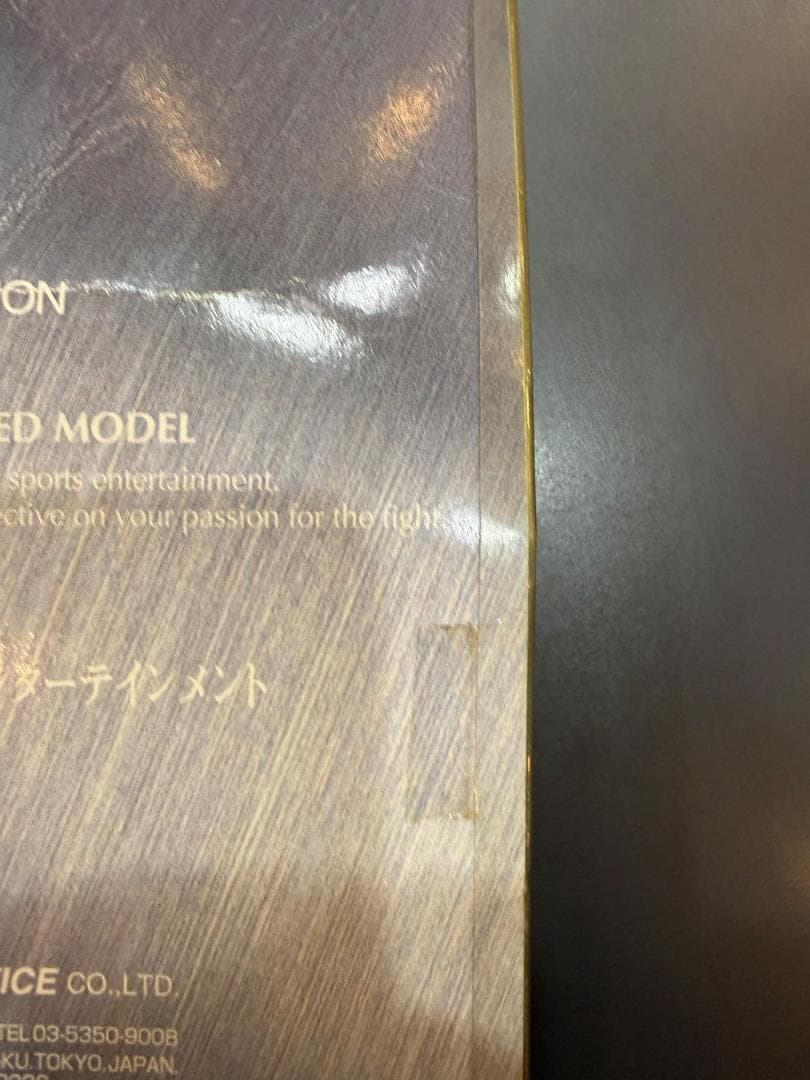 ON
ED MODEL
sports entertainment.
ective on your passion for the fight.
ターテインメント
ICE CO.,LTD.
TEL 03-5350-9008
-KU.TOKYO.JAPAN.